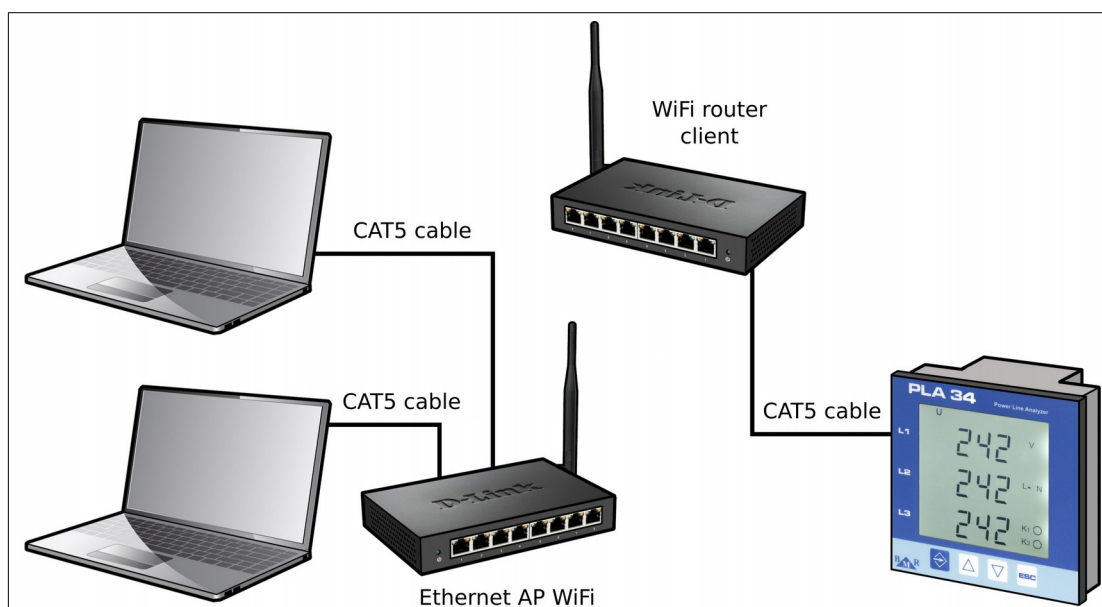 WiFi router
client
D-Link
CAT5 cable
CAT5 cable
D-Link
Ethernet AP WiFi
CAT5 cable
PLA 34
Power Line Analyzer
U
L1
242
V
L2
242
L- N
L3
242
K1
K2
ESC